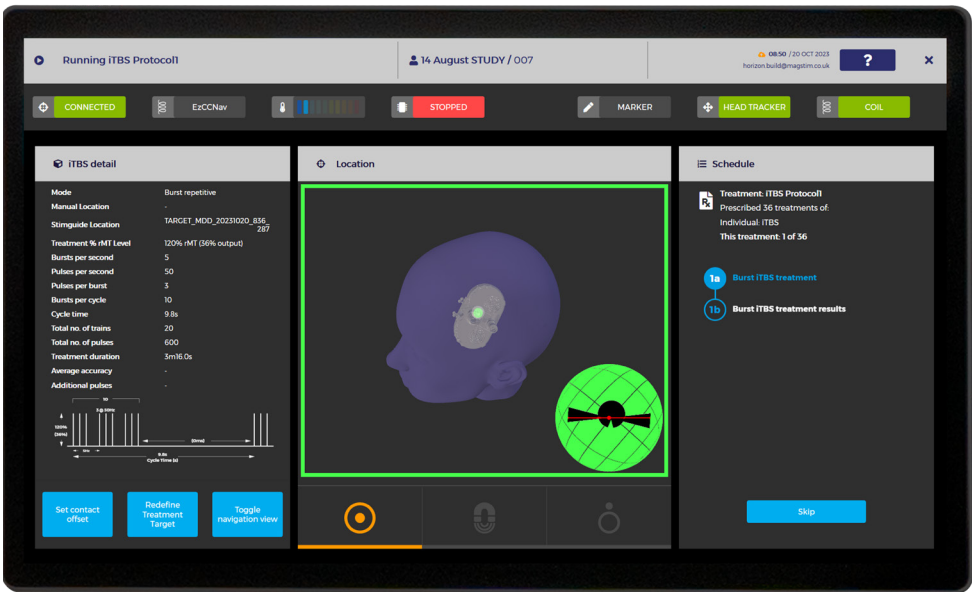 Running iTBS Protocol1
14 August STUDY / 007
08:50 / 20 OCT 2023
horizon.build@magstim.co.uk
?
CONNECTED
EzCCNav
STOPPED
MARKER
HEAD TRACKER
COIL
iTBS detail
Mode Burst repetitive
Manual Location -
Stimguide Location TARGET_MDD_20231020_836_
287
Treatment % rMT Level 120% rMT (36% output)
Bursts per second 5
Pulses per second 50
Pulses per burst 3
Bursts per cycle 10
Cycle time 9.8s
Total no. of trains 20
Total no. of pulses 600
Treatment duration 3m16.0s
Average accuracy -
Additional pulses -
10
3@50Hz
120%
(36%)
(0ms)
5Hz
9.8s
Cycle Time (s)
Set contact
offset
Redefine
Treatment
Target
Toggle
navigation view
Location
Schedule
Rx
Treatment: iTBS Protocol1
Prescribed 36 treatments of:
Individual: iTBS
This treatment: 1 of 36
1a Burst iTBS treatment
1b Burst iTBS treatment results
Skip